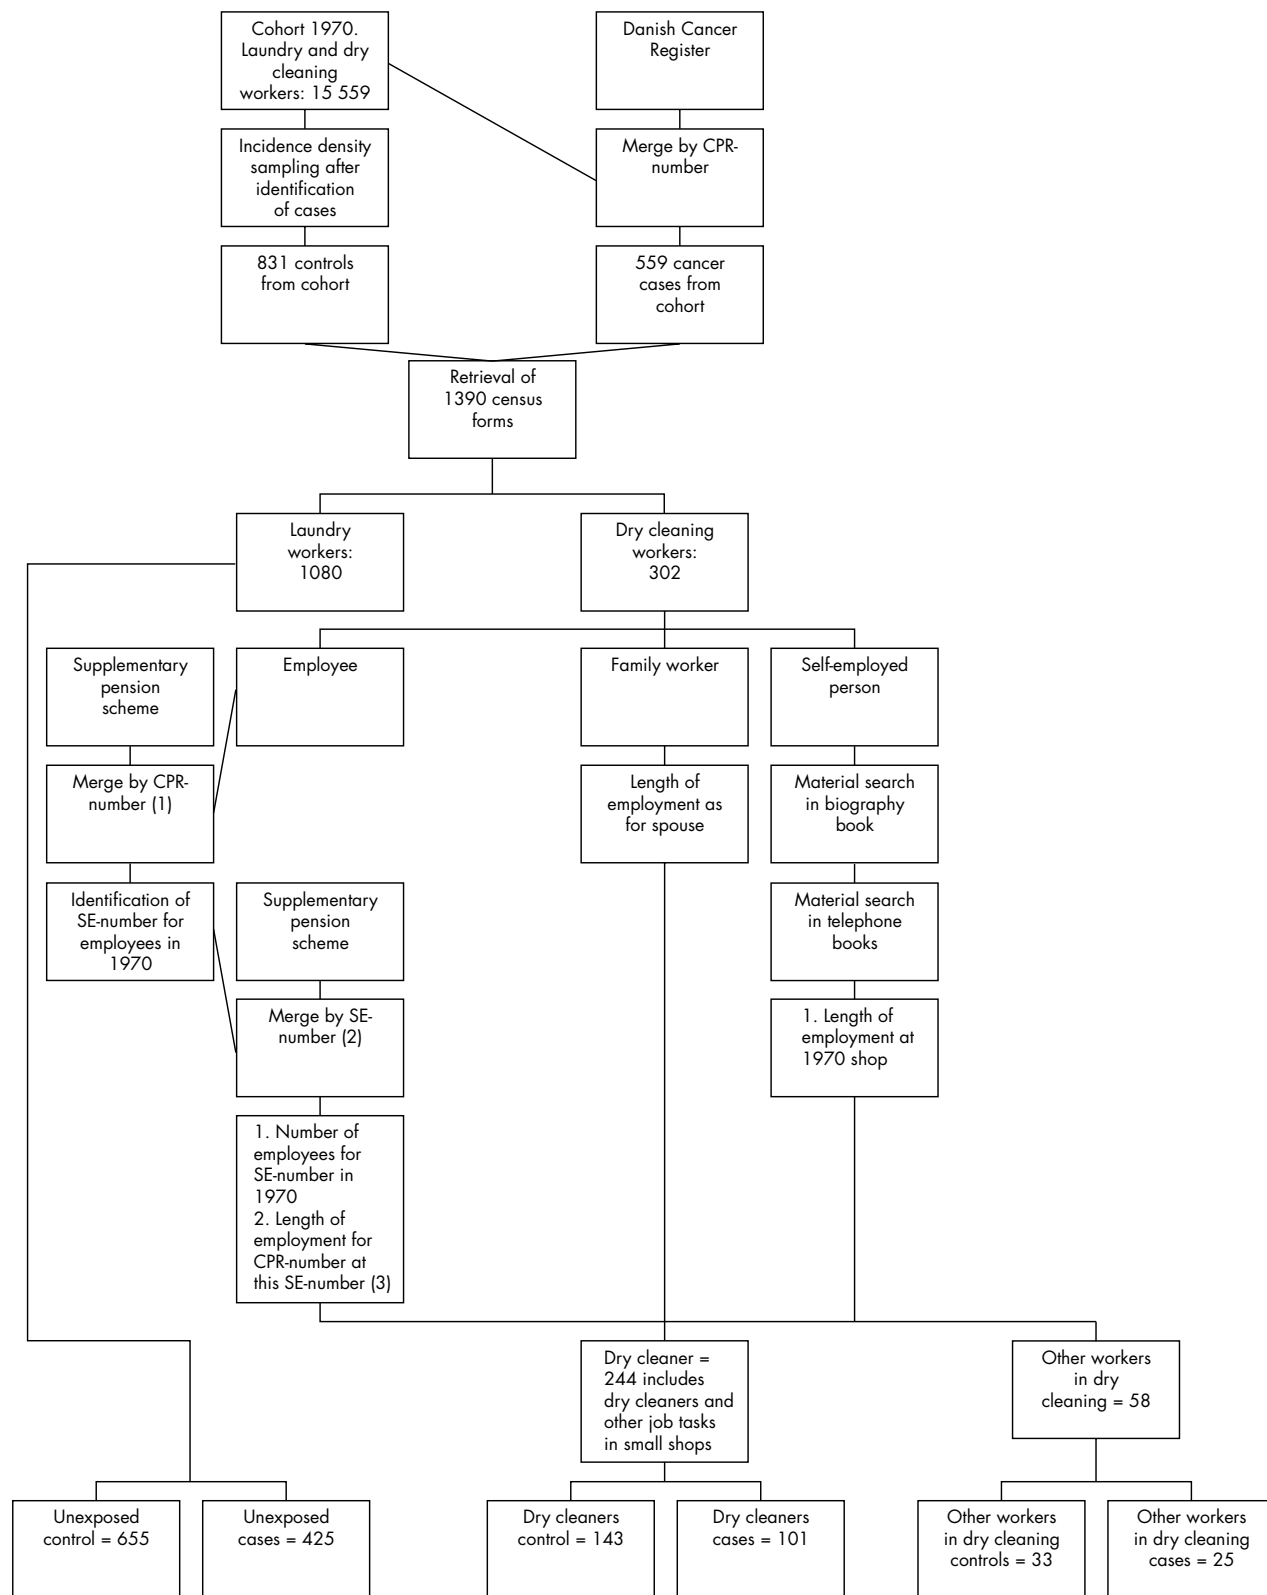 Cohort 1970.
Laundry and dry
cleaning
workers: 15 559
Danish Cancer
Register
Incidence density
sampling after
identification
of cases
Merge by CPR-
number
831 controls
from cohort
559 cancer
cases from
cohort
Retrieval of
1390 census
forms
Laundry
workers:
1080
Dry cleaning
workers:
302
Supplementary
pension
scheme
Employee
Family worker
Self-employed
person
Merge by CPR-
number (1)
Length of
employment as
for spouse
Material search
in biography
book
Identification of
SE-number for
employees in
1970
Supplementary
pension
scheme
Material search
in telephone
books
Merge by SE-
number (2)
1. Length of
employment at
1970 shop
1. Number of
employees for
SE-number in
1970
2. Length of
employment for
CPR-number at
this SE-number (3)
Dry cleaner =
244 includes
dry cleaners and
other job tasks
in small shops
Other workers
in dry
cleaning = 58
Unexposed
control = 655
Unexposed
cases = 425
Dry cleaners
control = 143
Dry cleaners
cases = 101
Other workers
in dry cleaning
controls = 33
Other workers
in dry cleaning
cases = 25